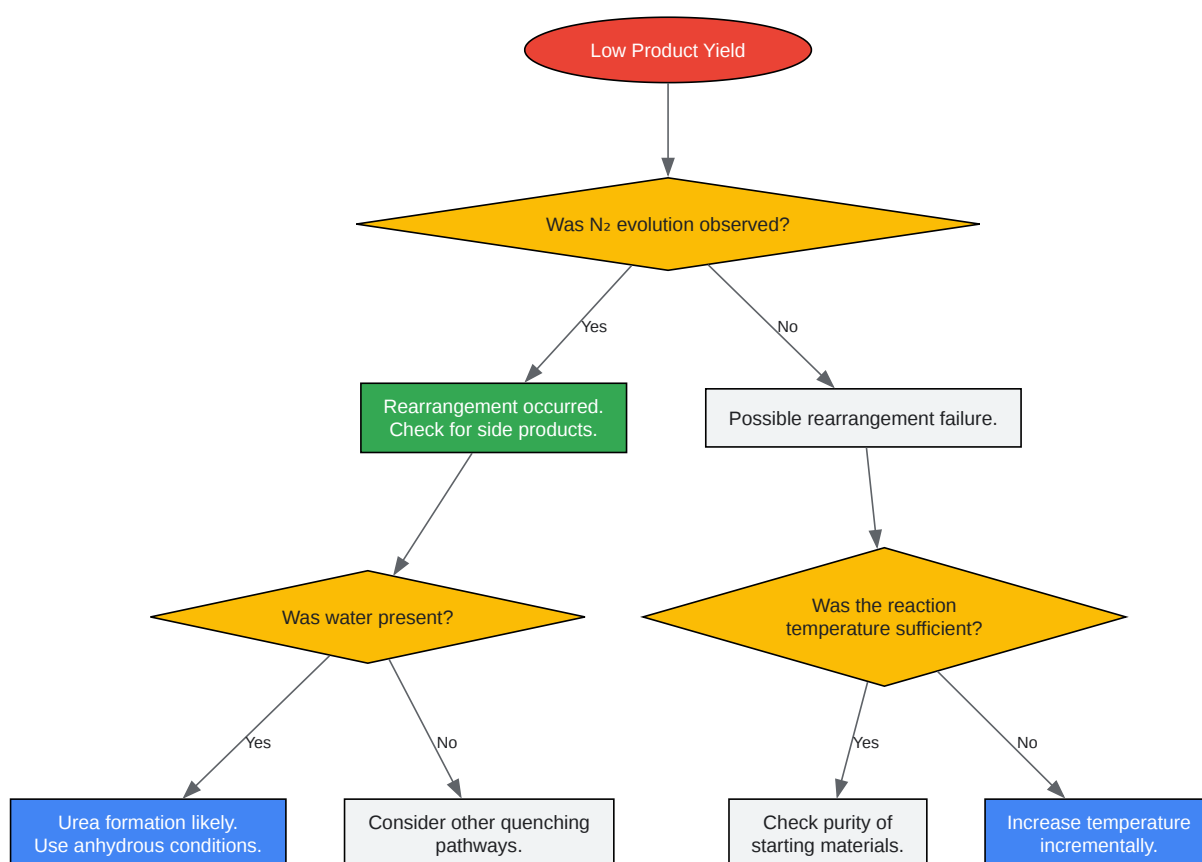 Low Product Yield
Was N₂ evolution observed?
Yes
No
Rearrangement occurred.
Check for side products.
Possible rearrangement failure.
Was water present?
Was the reaction
temperature sufficient?
Yes
No
Yes
No
Urea formation likely.
Use anhydrous conditions.
Consider other quenching
pathways.
Check purity of
starting materials.
Increase temperature
incrementally.